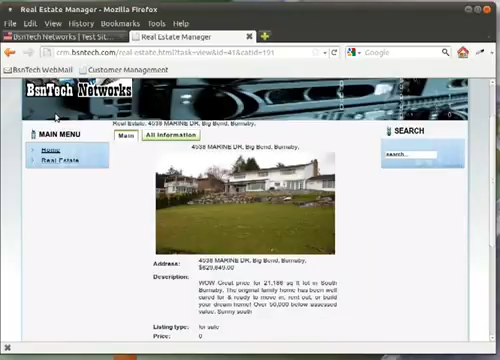 Real Estate Manager - Mozilla Firefox
File Edit View History Bookmarks Tools Help
BsnTech Networks | Test Sit...
Real Estate Manager
crm.bsntech.com/real-estate.html?task=view&id=41&catid=191
Google
BsnTech WebMail
Customer Management
BsnTech Networks
MAIN MENU
Home
Real Estate
Real Estate. 4538 MARINE DR, Big Bend, Burnaby,
Main
All Information
4538 MARINE DR, Big Bend, Burnaby,
Address: 4538 MARINE DR, Big Bend, Burnaby,
$629,649.00
Description:
WOW Great price for 21,186 sq ft lot in South
Burnaby. The original family home has been well
cared for & ready to move in, rent out, or build
your dream home! Over 50,000 below assessed
value. Sunny south
Listing type: for sale
Price: 0
SEARCH
search...